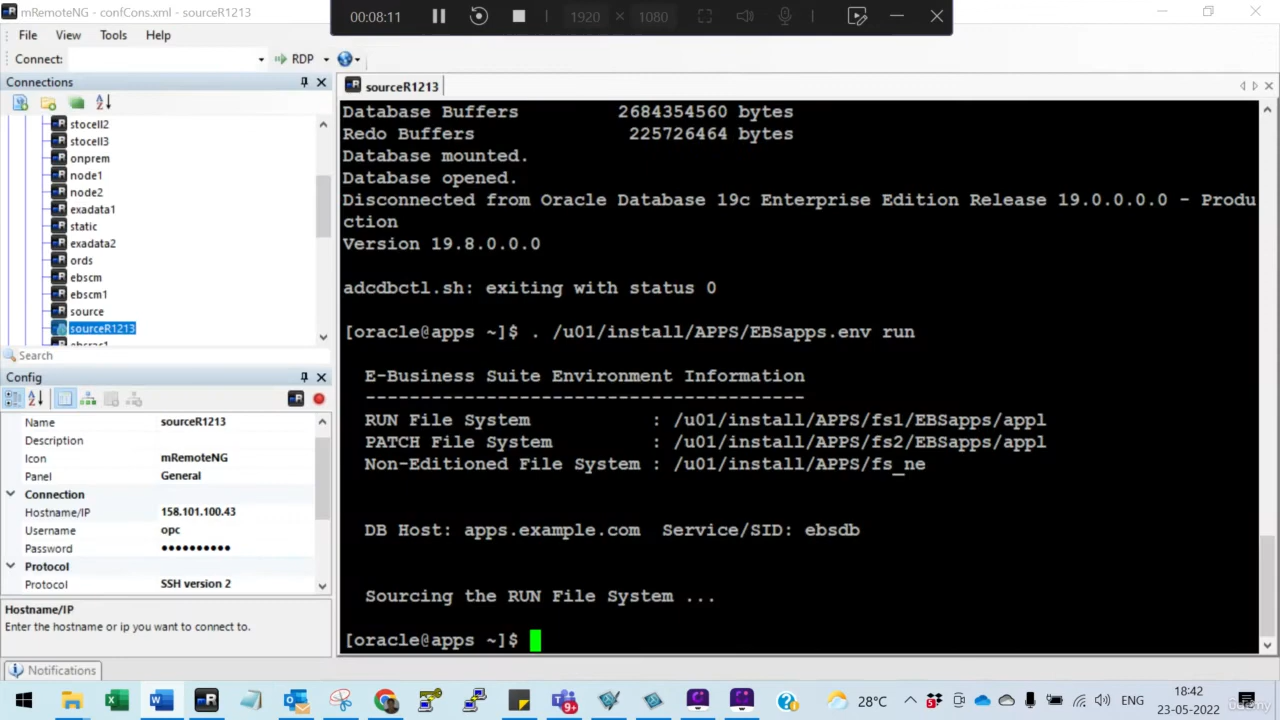 mRemoteNG - confCons.xml - sourceR1213
00:08:11
1920 × 1080
File View Tools Help
Connect: RDP
Connections
sourceR1213
stocell2
stocell3
onprem
node1
node2
exadata1
static
exadata2
ords
ebscm
ebscm1
source
sourceR1213
ebsrac1
Search
Config
Name sourceR1213
Description
Icon mRemoteNG
Panel General
Connection
Hostname/IP 158.101.100.43
Username opc
Password ●●●●●●●●●●
Protocol
Protocol SSH version 2
Hostname/IP
Enter the hostname or ip you want to connect to.
Notifications
Database Buffers 2684354560 bytes
Redo Buffers 225726464 bytes
Database mounted.
Database opened.
Disconnected from Oracle Database 19c Enterprise Edition Release 19.0.0.0.0 - Produ
ction
Version 19.8.0.0.0
adcdbctl.sh: exiting with status 0
[oracle@apps ~]$ . /u01/install/APPS/EBSapps.env run
E-Business Suite Environment Information
----------------------------------------
RUN File System : /u01/install/APPS/fs1/EBSapps/appl
PATCH File System : /u01/install/APPS/fs2/EBSapps/appl
Non-Editioned File System : /u01/install/APPS/fs_ne
DB Host: apps.example.com Service/SID: ebsdb
Sourcing the RUN File System ...
[oracle@apps ~]$
28°C
ENG
18:42
23-05-2022
udemy